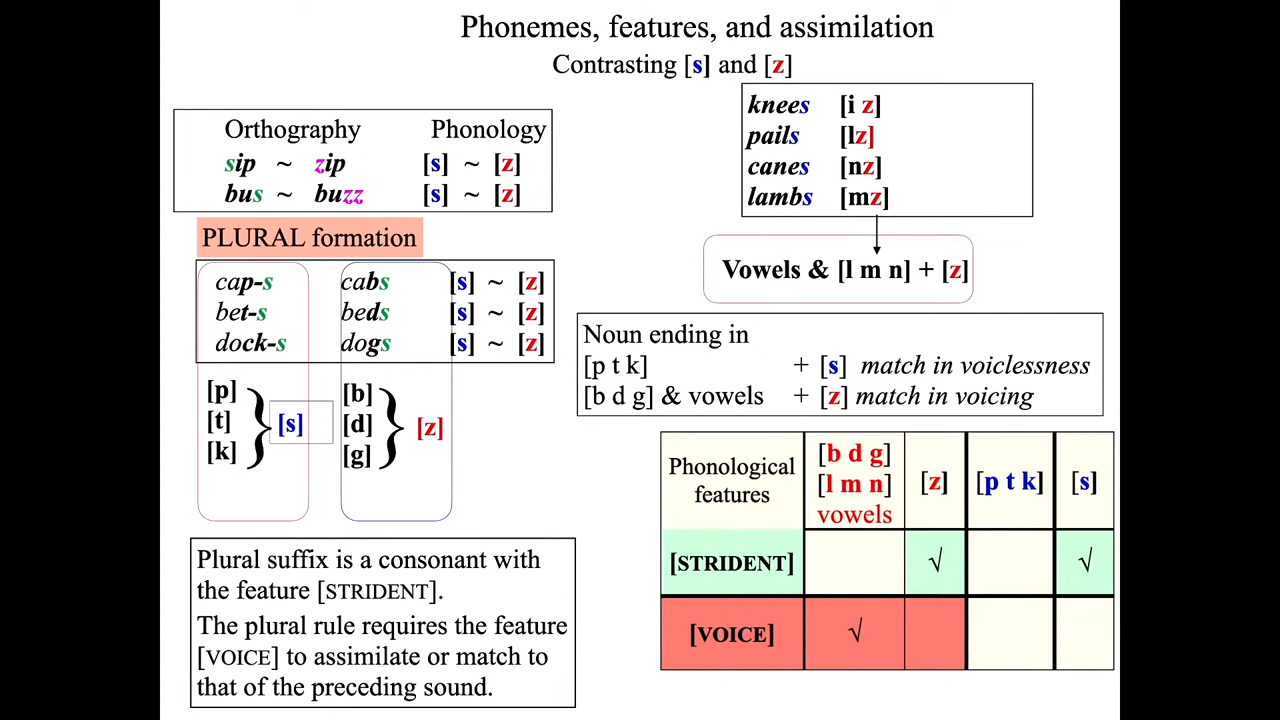 Phonemes, features, and assimilation
Contrasting [s] and [z]
Orthography Phonology
sip ~ zip [s] ~ [z]
bus ~ buzz [s] ~ [z]
PLURAL formation
cap-s cabs [s] ~ [z]
bet-s beds [s] ~ [z]
dock-s dogs [s] ~ [z]
[p]
[t]
[k]
} [s]
[b]
[d]
[g]
} [z]
Plural suffix is a consonant with
the feature [STRIDENT].
The plural rule requires the feature
[VOICE] to assimilate or match to
that of the preceding sound.
knees [i z]
pails [lz]
canes [nz]
lambs [mz]
Vowels & [l m n] + [z]
Noun ending in
[p t k] + [s] match in voiclessness
[b d g] & vowels + [z] match in voicing
Phonological
features
[b d g]
[l m n]
vowels
[z]
[p t k]
[s]
[STRIDENT] √ √
[VOICE] √